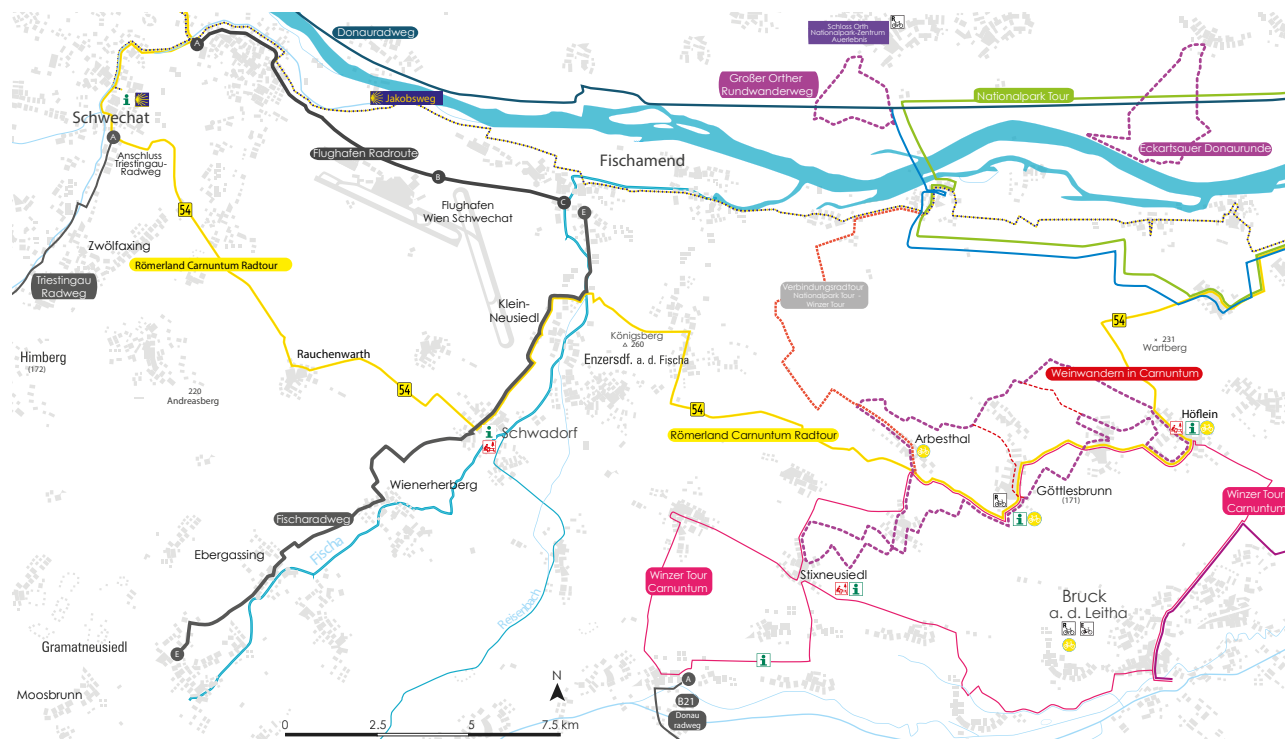 Donauradweg
Schloss Orth
Nationalpark-Zentrum
Auerlebnis
R
A
Großer Orther
Rundwanderweg
Nationalpark Tour
i
Jakobsweg
Schwechat
A
Anschluss
Triestingau-
Radweg
Flughafen Radroute
Fischamend
Eckartsauer Donaurunde
B
Flughafen
Wien Schwechat
C
E
54
Zwölfaxing
Römerland Carnuntum Radtour
Triestingau
Radweg
Verbindungsradtour
Nationalpark Tour -
Winzer Tour
Klein-
Neusiedl
54
Königsberg
260
231
Wartberg
Himberg
(172)
Rauchenwarth
Enzersdf. a. d. Fischa
Weinwandern in Carnuntum
220
Andreasberg
54
54
Höflein
i
i
Schwadorf
Römerland Carnuntum Radtour
Arbesthal
Wienerherberg
Göttlesbrunn
(171)
R
i
Winzer Tour
Carnuntum
Fischaradweg
Ebergassing
Fischa
Winzer Tour
Carnuntum
Stixneusiedl
i
Bruck
a. d. Leitha
R
E
Reisenbach
Gramatneusiedl
E
i
Moosbrunn
N
A
B21
Donau
radweg
0
2.5
5
7.5 km